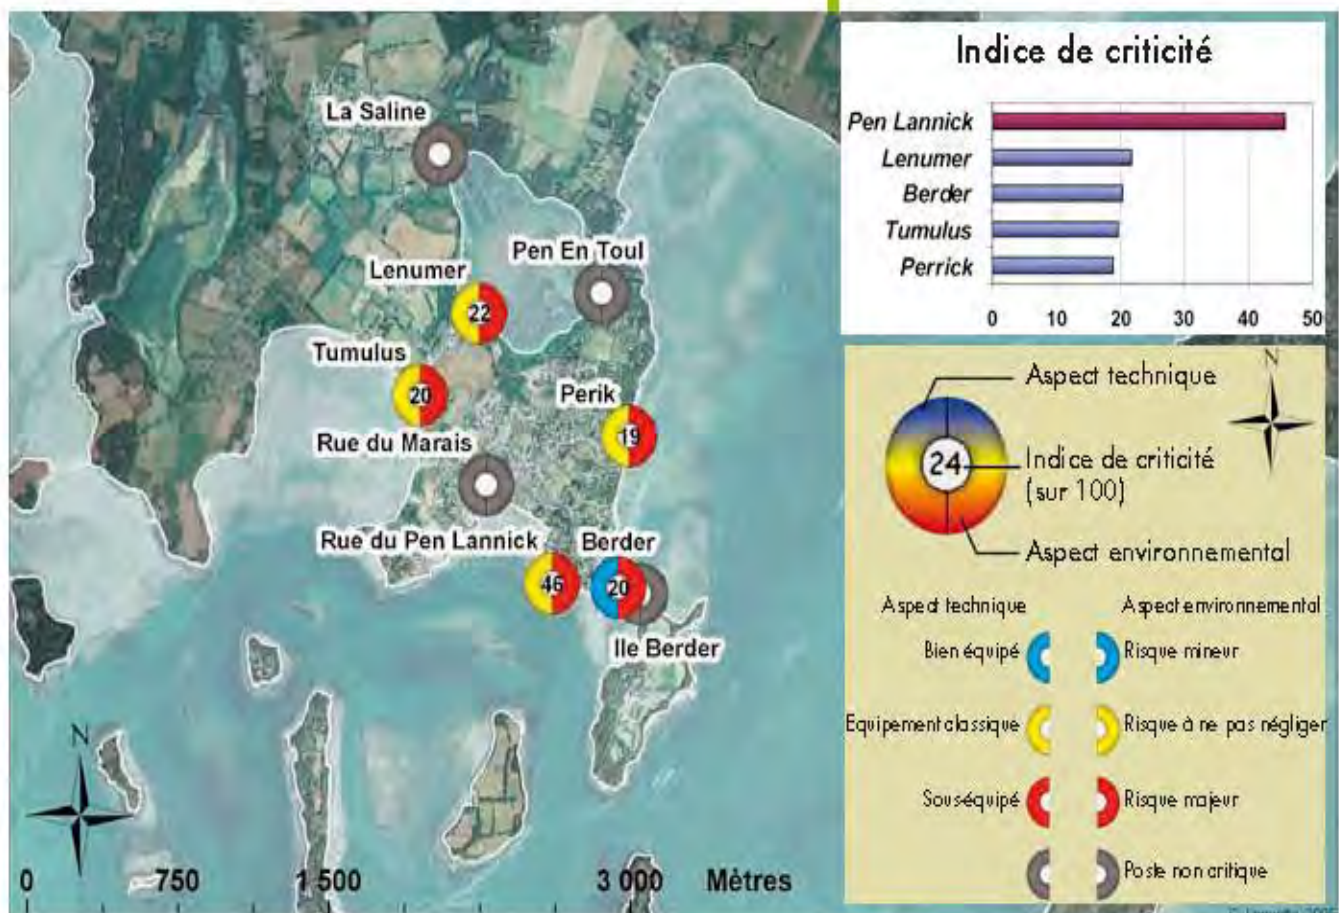 La Saline
Pen En Toul
Lenumer
22
Tumulus
20
Perik
19
Rue du Marais
Rue du Pen Lannick
Berder
46
20
Ile Berder
N
0 750 1 500 3 000 Mètres
Indice de criticité
Pen Lannick
Lenumer
Berder
Tumulus
Perrick
0 10 20 30 40 50
N
Aspect technique
24
Indice de criticité
(sur 100)
Aspect environnemental
Aspect technique
Aspect environnemental
Bien équipé
Risque mineur
Equipement classique
Risque à ne pas négliger
Sous-équipé
Risque majeur
Poste non critique